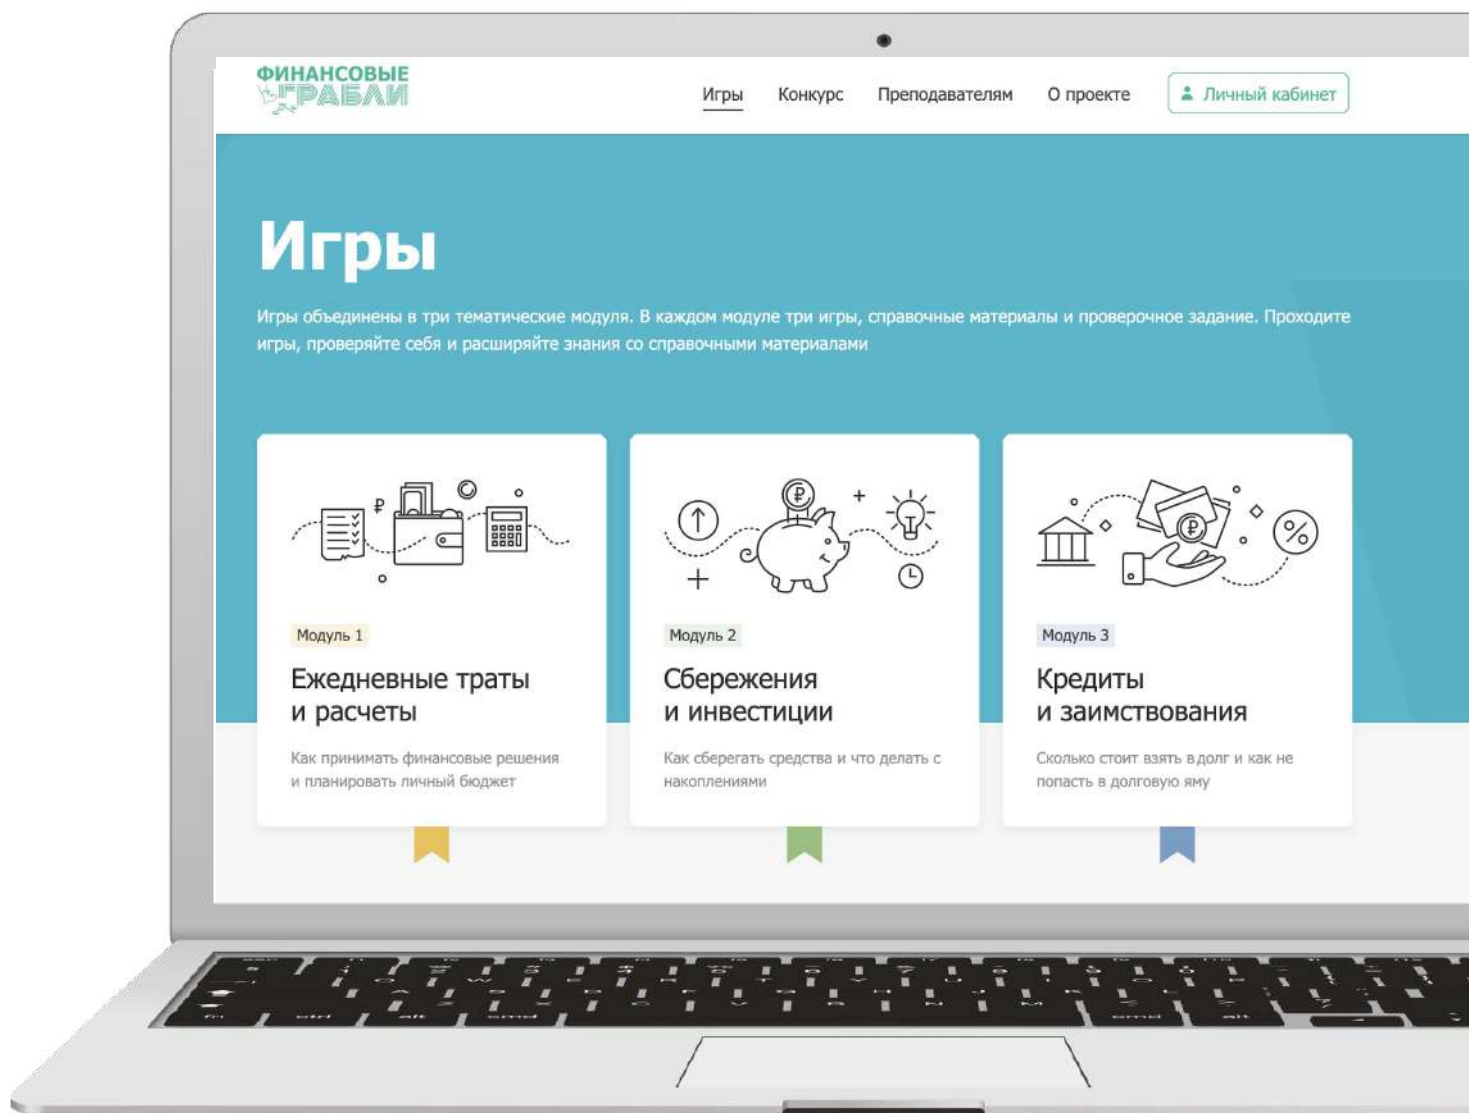 ФИНАНСОВЫЕ
ГРАБЛИ
Игры Конкурс Преподавателям О проекте Личный кабинет
Игры
Игры объединены в три тематические модуля. В каждом модуле три игры, справочные материалы и проверочное задание. Проходите
игры, проверяйте себя и расширяйте знания со справочными материалами
Модуль 1
Ежедневные траты
и расчеты
Как принимать финансовые решения
и планировать личный бюджет
Модуль 2
Сбережения
и инвестиции
Как сберегать средства и что делать с
накоплениями
Модуль 3
Кредиты
и заимствования
Сколько стоит взять в долг и как не
попасть в долговую яму